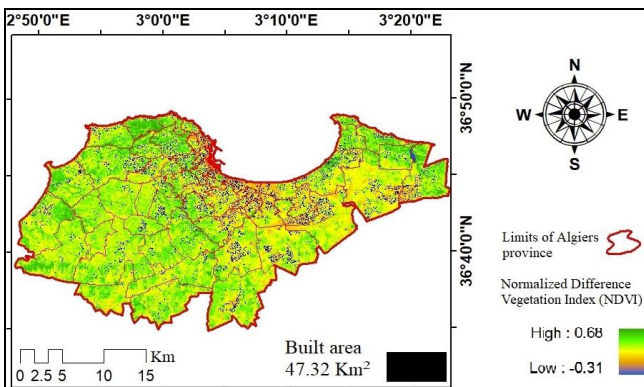 2°50'0"E 3°0'0"E 3°10'0"E 3°20'0"E
36°50'0"N
36°40'0"N
N
W E
S
Limits of Algiers
province
Normalized Difference
Vegetation Index (NDVI)
High : 0.68
Low : -0.31
Km
0 2.5 5 10 15
Built area
47.32 Km²